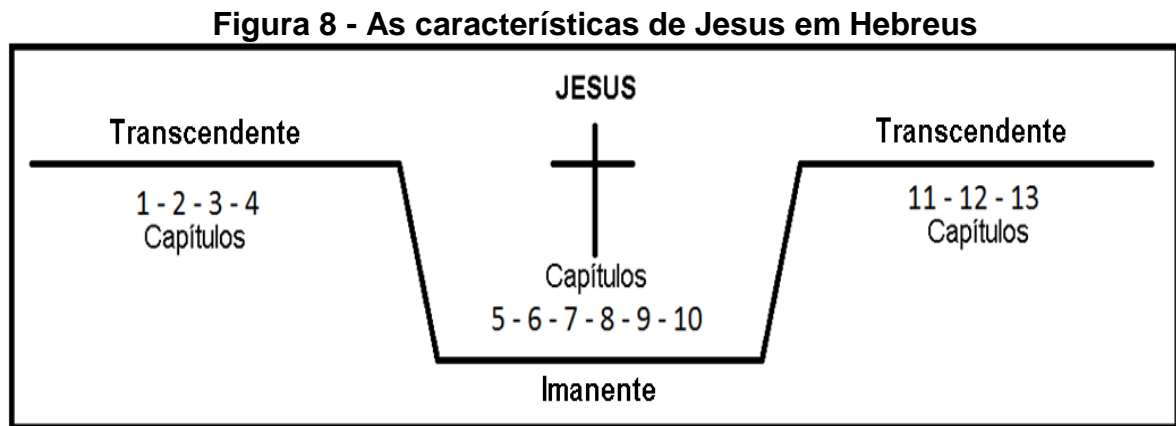 Figura 8 - As características de Jesus em Hebreus
JESUS
Transcendente
Transcendente
1 - 2 - 3 - 4
Capítulos
11 - 12 - 13
Capítulos
Capítulos
5 - 6 - 7 - 8 - 9 - 10
Imanente